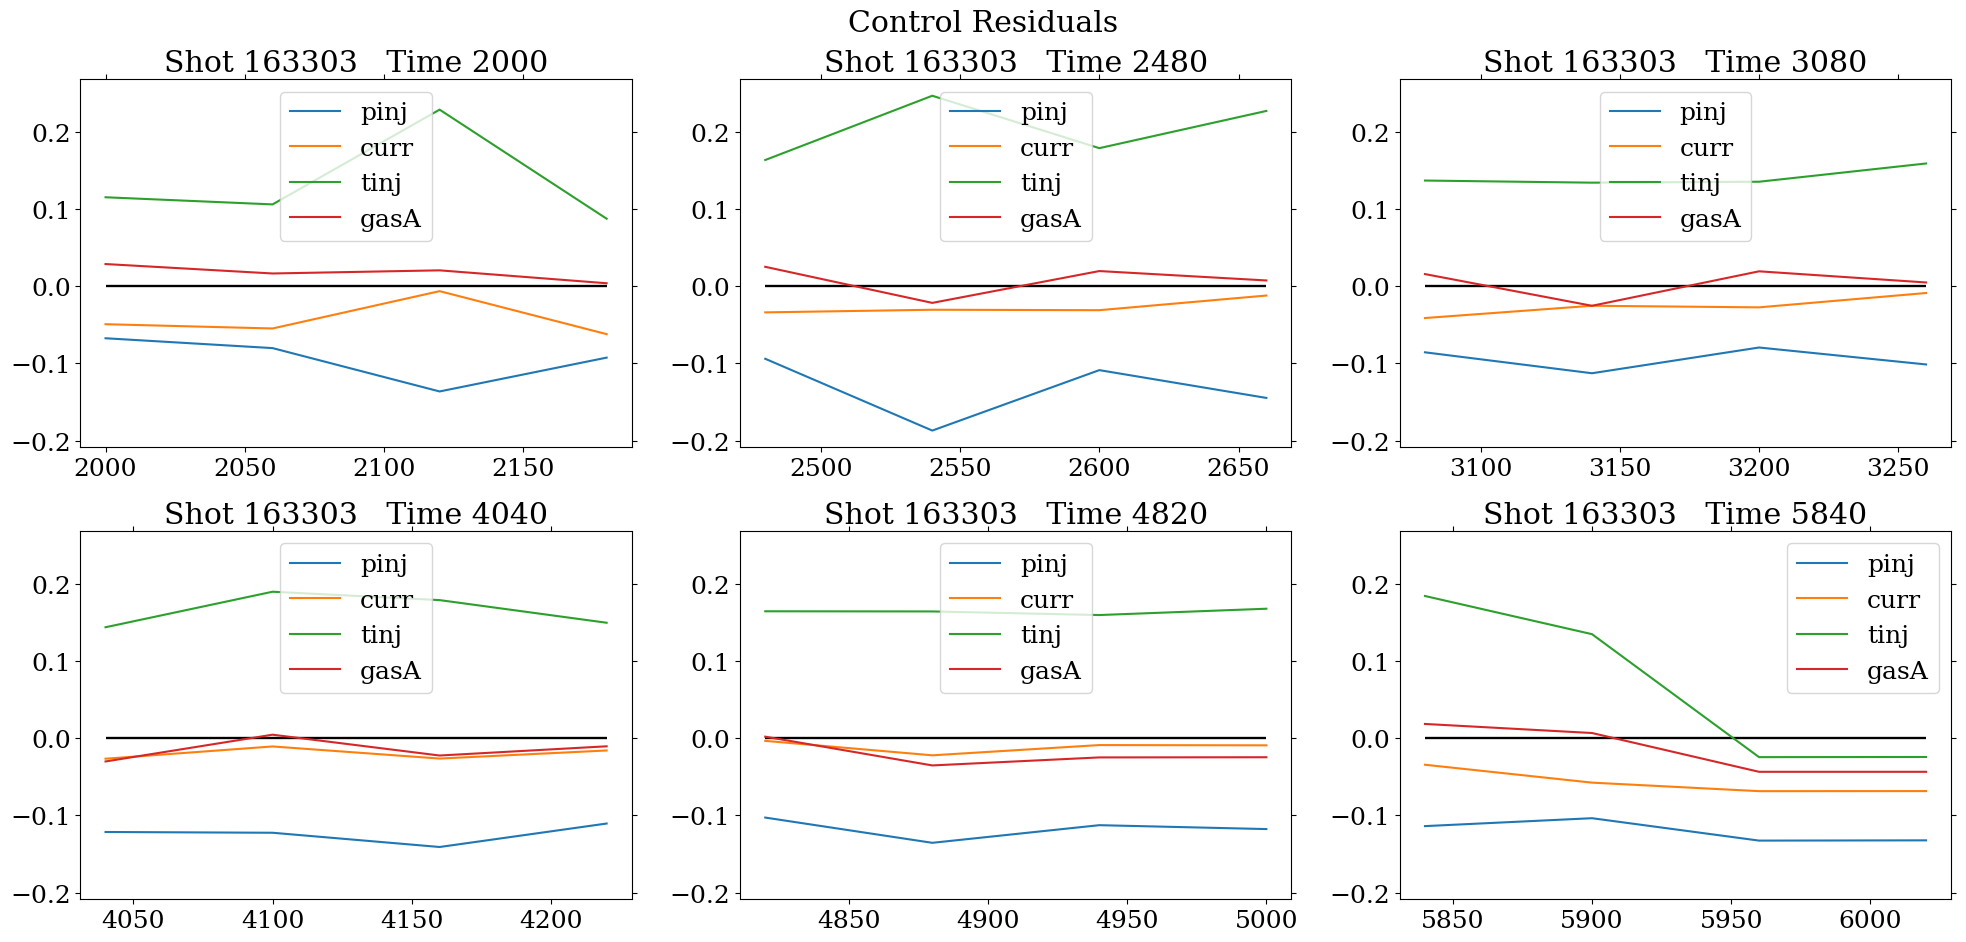 Control Residuals
Shot 163303   Time 2000
Shot 163303   Time 2480
Shot 163303   Time 3080
0.2
0.1
0.0
−0.1
−0.2
pinj
curr
tinj
gasA
2000 2050 2100 2150
0.2
0.1
0.0
−0.1
−0.2
pinj
curr
tinj
gasA
2500 2550 2600 2650
0.2
0.1
0.0
−0.1
−0.2
pinj
curr
tinj
gasA
3100 3150 3200 3250
Shot 163303   Time 4040
Shot 163303   Time 4820
Shot 163303   Time 5840
0.2
0.1
0.0
−0.1
−0.2
pinj
curr
tinj
gasA
4050 4100 4150 4200
0.2
0.1
0.0
−0.1
−0.2
pinj
curr
tinj
gasA
4850 4900 4950 5000
0.2
0.1
0.0
−0.1
−0.2
pinj
curr
tinj
gasA
5850 5900 5950 6000